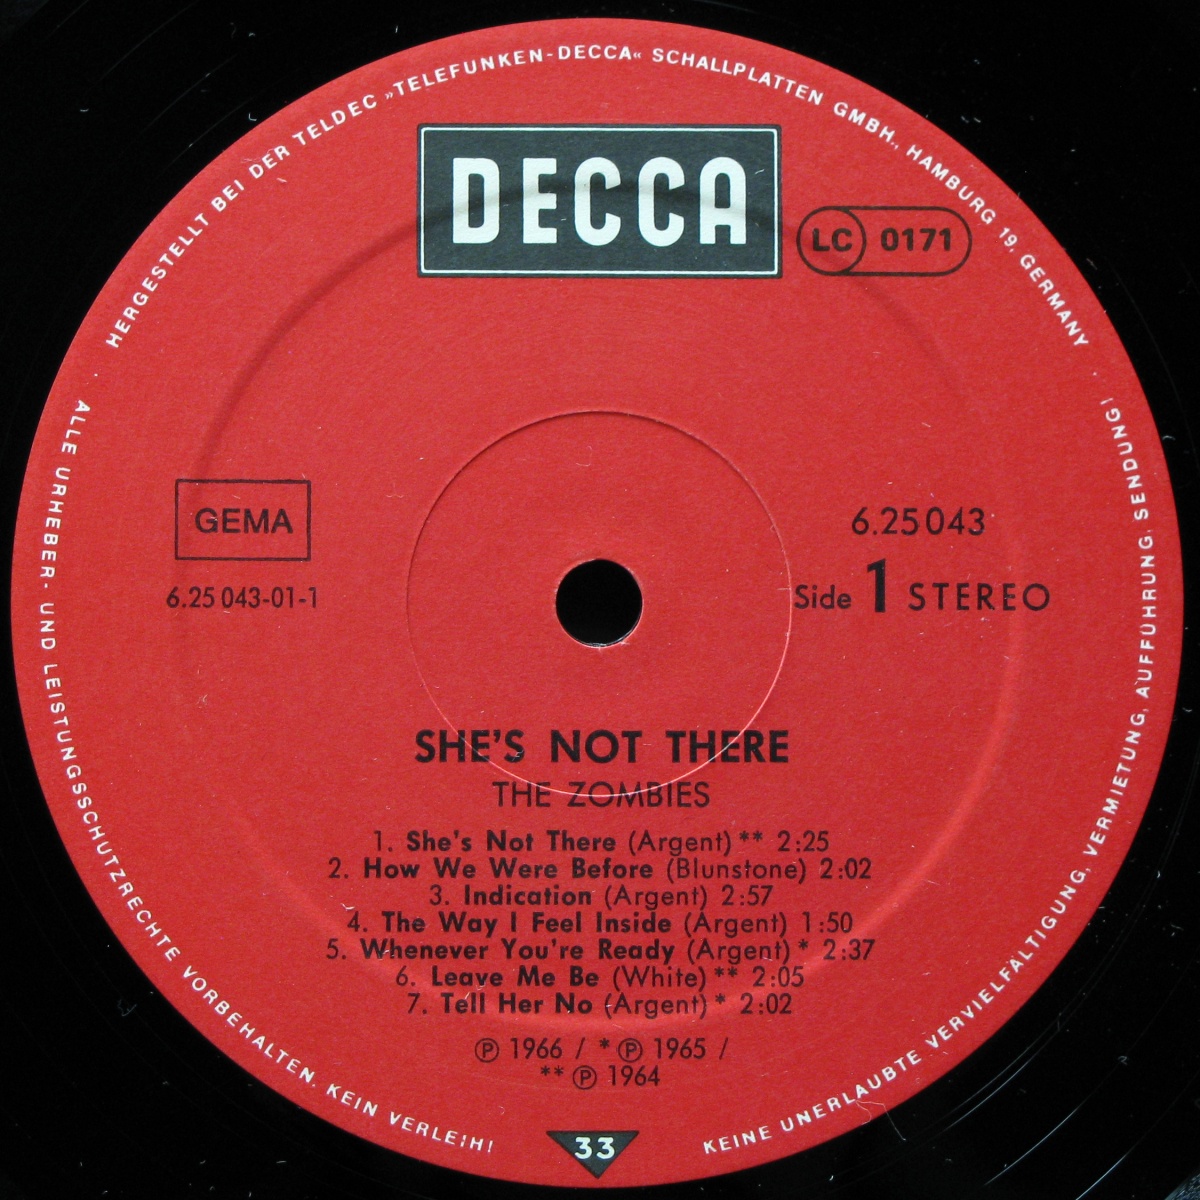 HERGESTELLT BEI DER TELDEC »TELEFUNKEN-DECCA« SCHALLPLATTEN GMBH., HAMBURG 19, GERMANY
DECCA
LC 0171
GEMA
6.25 043-01-1
6.25 043
Side 1 STEREO
SHE'S NOT THERE
THE ZOMBIES
1. She's Not There (Argent) ** 2:25
2. How We Were Before (Blunstone) 2:02
3. Indication (Argent) 2:57
4. The Way I Feel Inside (Argent) 1:50
5. Whenever You're Ready (Argent) * 2:37
6. Leave Me Be (White) ** 2:05
7. Tell Her No (Argent) * 2:02
Ⓟ 1966 / * Ⓟ 1965 /
** Ⓟ 1964
33
ALLE URHEBER- UND LEISTUNGSSCHUTZRECHTE VORBEHALTEN. KEIN VERLEIH!
KEINE UNERLAUBTE VERVIELFÄLTIGUNG, VERMIETUNG, AUFFÜHRUNG, SENDUNG!